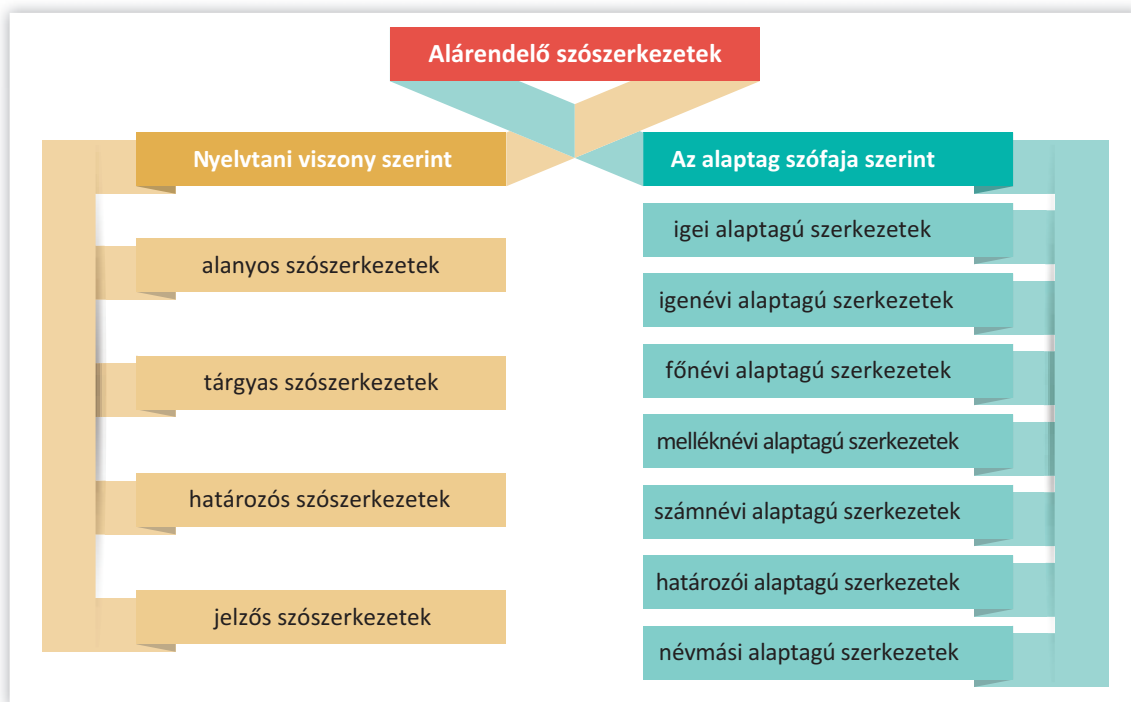 Alárendelő szószerkezetek
Nyelvtani viszony szerint
alanyos szószerkezetek
tárgyas szószerkezetek
határozós szószerkezetek
jelzős szószerkezetek
Az alaptag szófaja szerint
igei alaptagú szerkezetek
igenévi alaptagú szerkezetek
főnévi alaptagú szerkezetek
melléknévi alaptagú szerkezetek
számnévi alaptagú szerkezetek
határozói alaptagú szerkezetek
névmási alaptagú szerkezetek